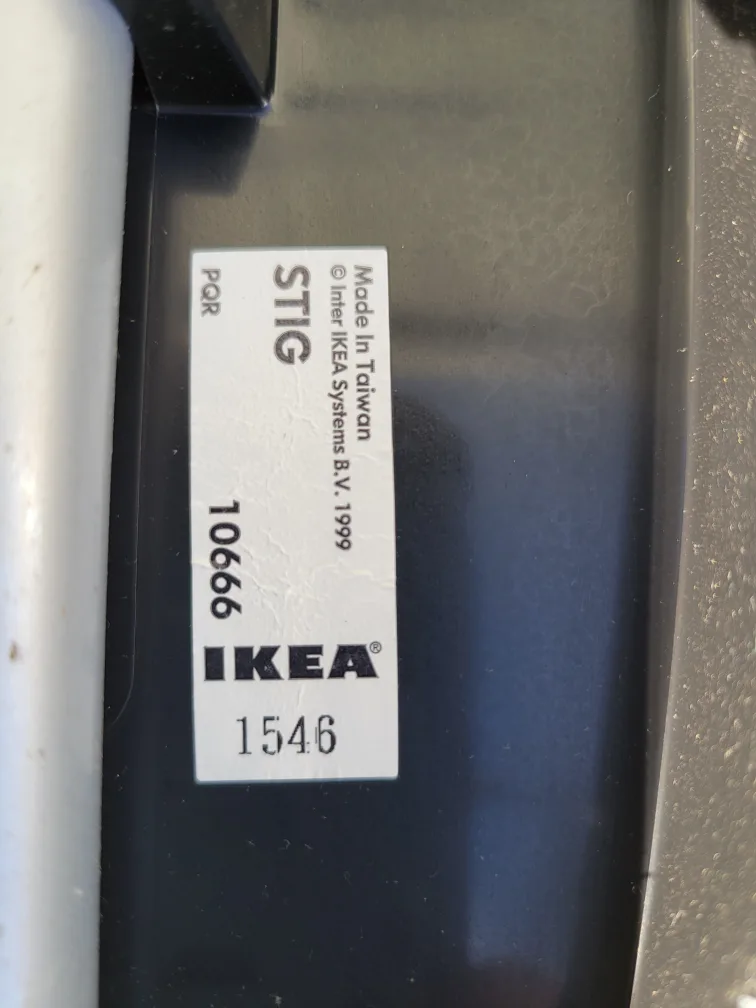 Made In Taiwan
© Inter IKEA Systems B.V. 1999
STIG
PQR
10666
IKEA®
1546